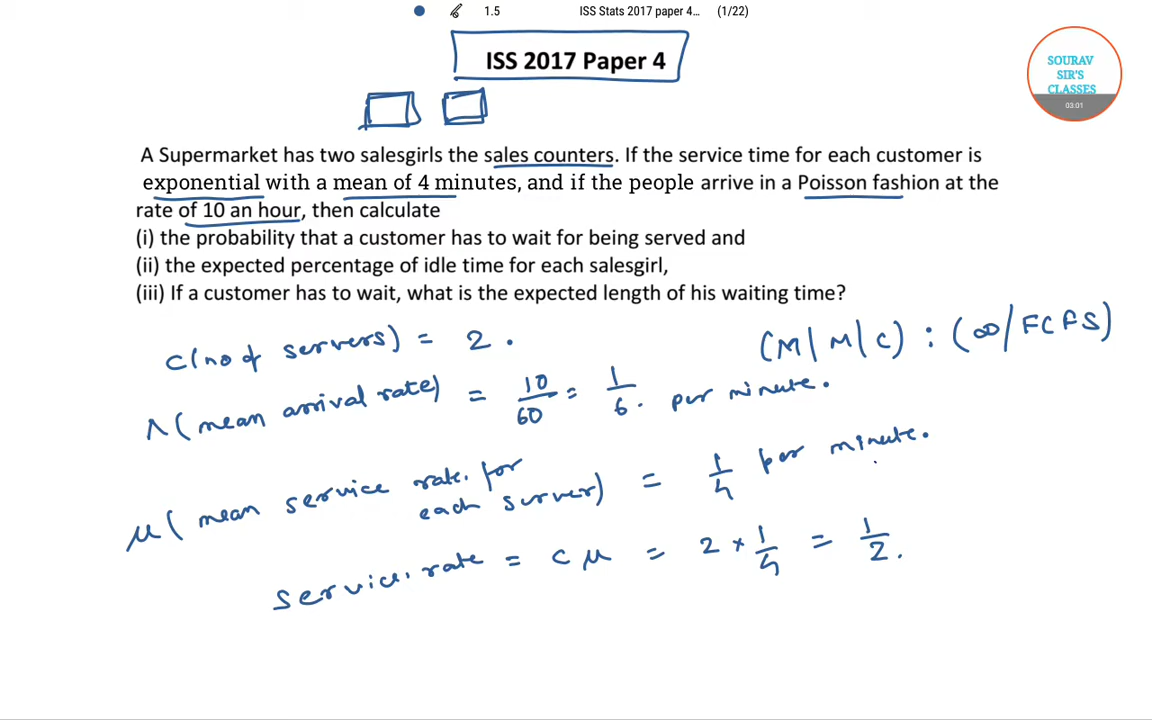 1.5 ISS Stats 2017 paper 4... (1/22)
ISS 2017 Paper 4
SOURAV
SIR'S
CLASSES
03:01
A Supermarket has two salesgirls the sales counters. If the service time for each customer is
exponential with a mean of 4 minutes, and if the people arrive in a Poisson fashion at the
rate of 10 an hour, then calculate
(i) the probability that a customer has to wait for being served and
(ii) the expected percentage of idle time for each salesgirl,
(iii) If a customer has to wait, what is the expected length of his waiting time?
(M|M|C) : (∞/FCFS)
c(no of servers) = 2.
λ(mean arrival rate) = 10/60 = 1/6. per minute.
μ(mean service rate. for each surver) = 1/4 per minute.
service. rate = cμ = 2 × 1/4 = 1/2.